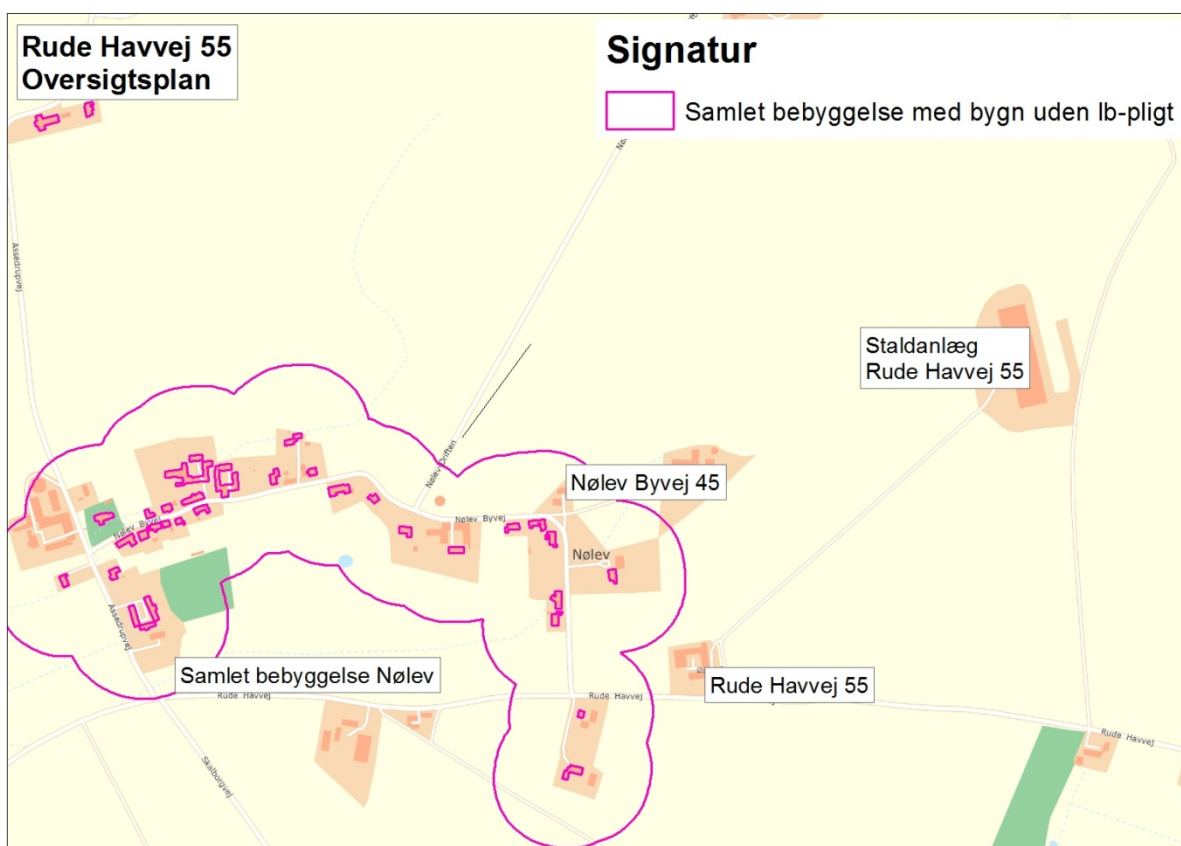 Rude Havvej 55
Oversigtsplan
Signatur
Samlet bebyggelse med bygn uden lb-pligt
Assedrupvej
Staldanlæg
Rude Havvej 55
Nølev Driften
Nølev Byvej 45
Nølev Byvej
Nølev Byvej
Nølev
Assedrupvej
Samlet bebyggelse Nølev
Rude Havvej 55
Rude Havvej
Rude Havvej
Rude Havvej
Skalborgvej